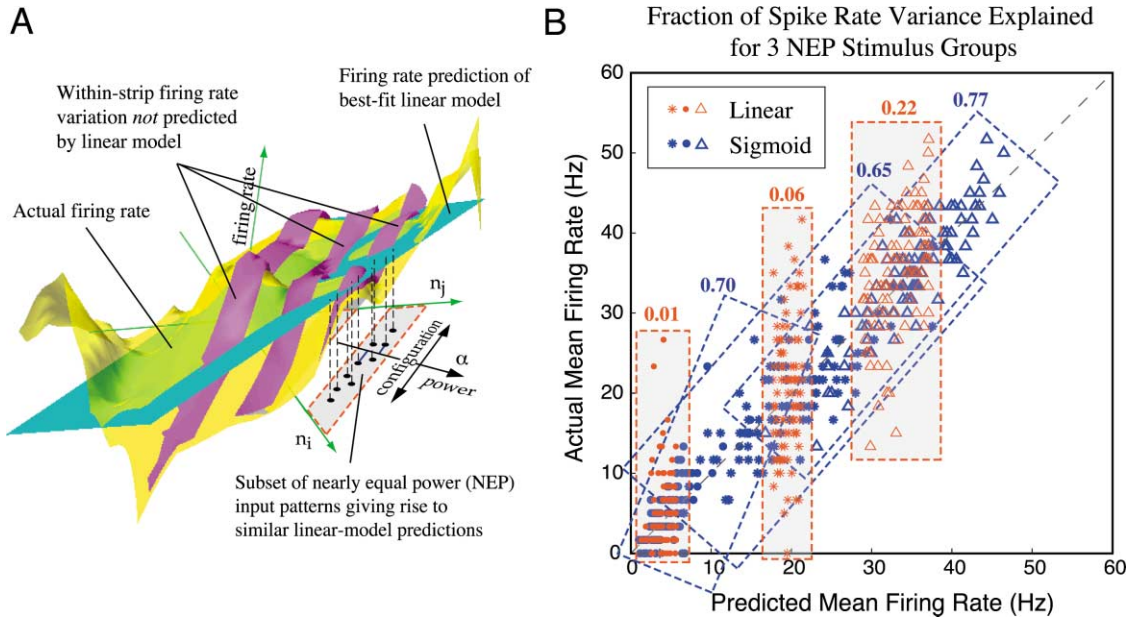 A
Within-strip firing rate
variation not predicted
by linear model
Firing rate prediction of
best-fit linear model
Actual firing rate
firing rate
n_j
n_i
α
configuration
power
Subset of nearly equal power (NEP)
input patterns giving rise to
similar linear-model predictions
B
Fraction of Spike Rate Variance Explained
for 3 NEP Stimulus Groups
Linear
Sigmoid
0.01
0.70
0.06
0.65
0.22
0.77
Actual Mean Firing Rate (Hz)
60
50
40
30
20
10
0
0 10 20 30 40 50 60
Predicted Mean Firing Rate (Hz)